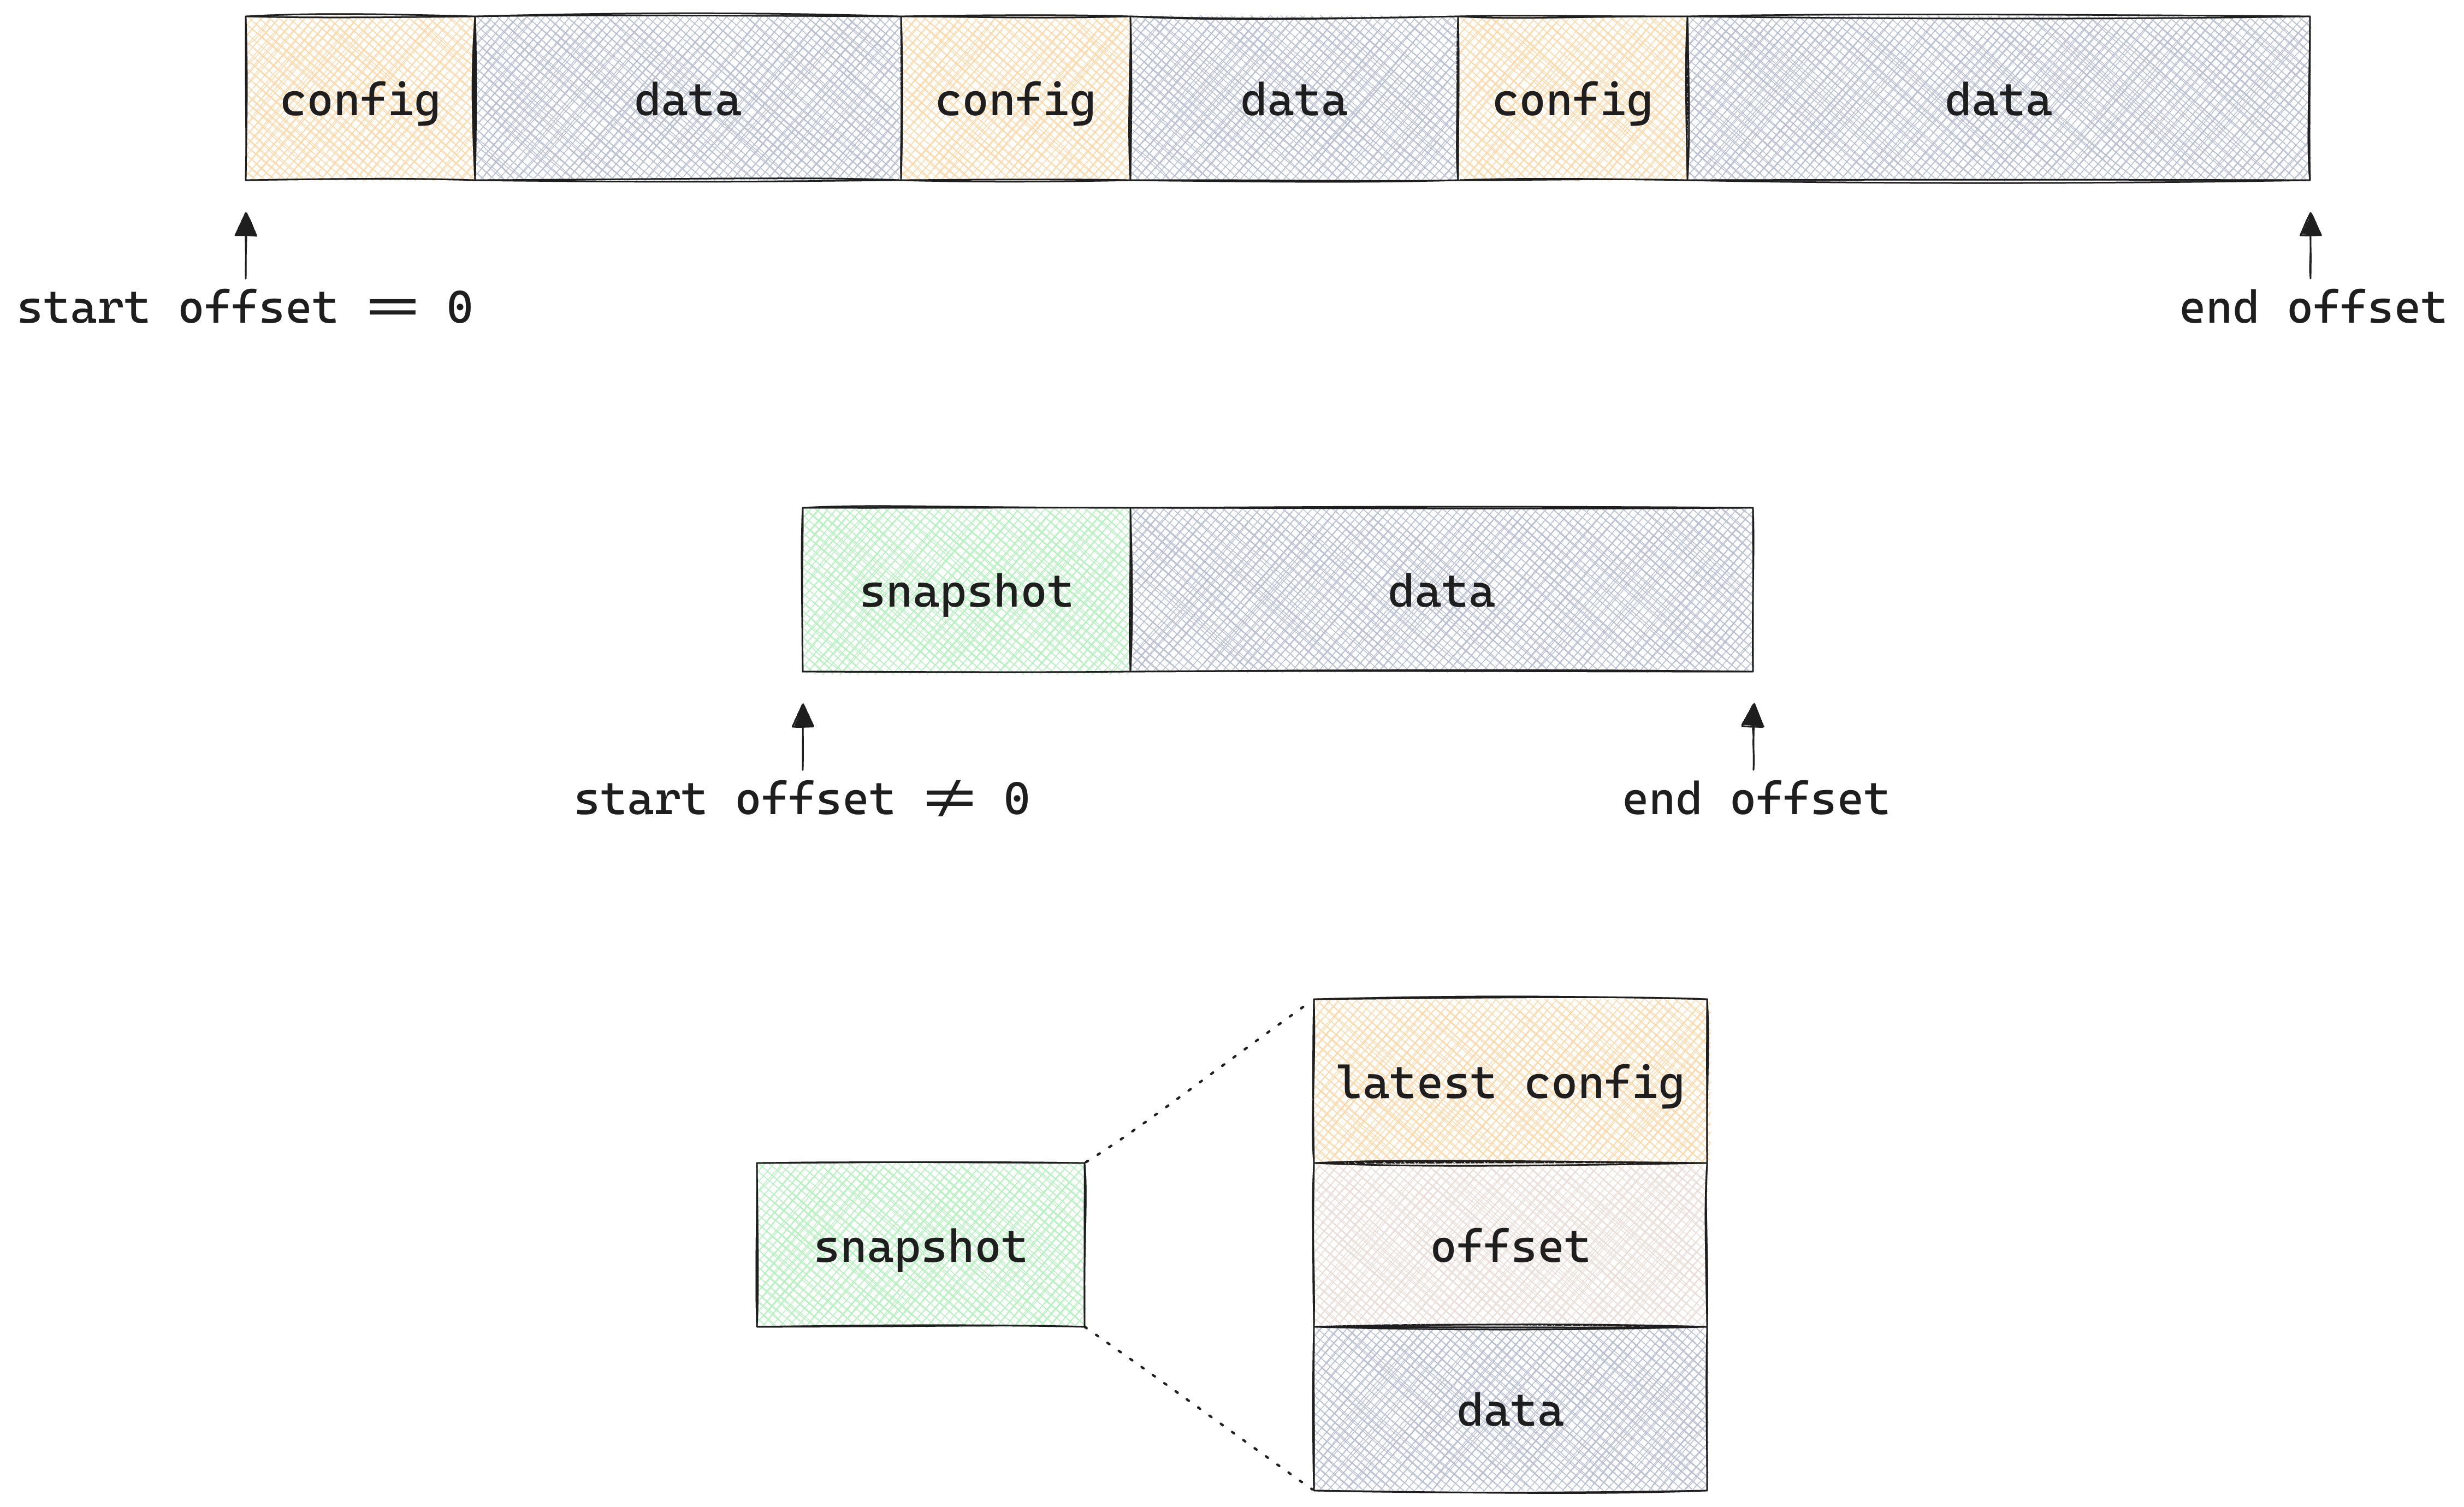 config data config data config data
start offset == 0 end offset
snapshot data
start offset ≠ 0 end offset
latest config
snapshot offset
data